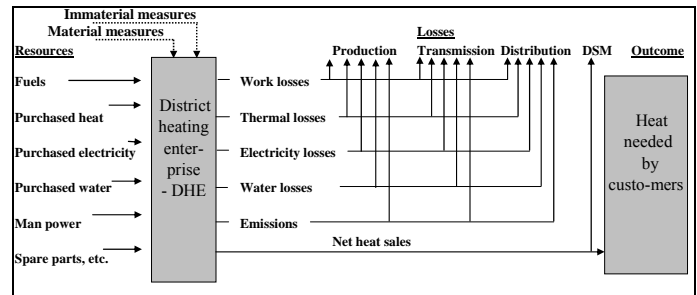 Immaterial measures
Material measures
Losses
Resources
Production
Transmission
Distribution
DSM
Outcome
Fuels
Work losses
Purchased heat
Thermal losses
Purchased electricity
Electricity losses
Purchased water
Water losses
Man power
Emissions
Spare parts, etc.
Net heat sales
District
heating
enter-
prise
- DHE
Heat
needed
by
custo-mers